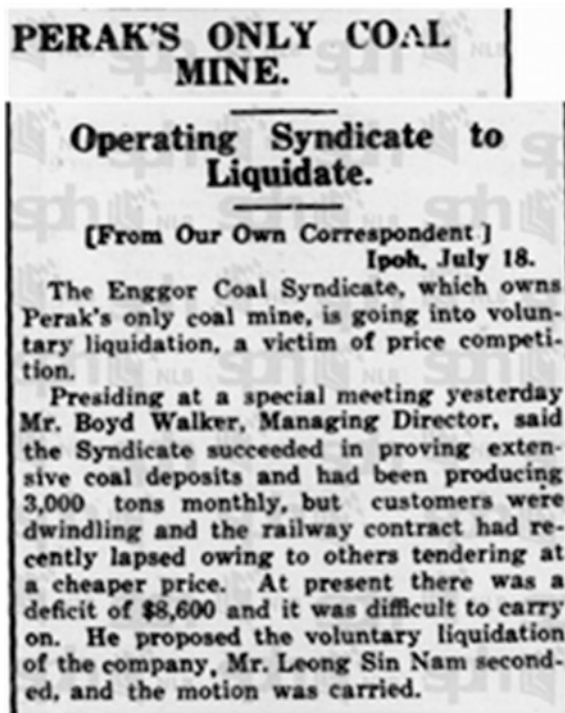 PERAK'S ONLY COAL
MINE.
Operating Syndicate to
Liquidate.
[From Our Own Correspondent]
Ipoh, July 18.
The Enggor Coal Syndicate, which owns
Perak's only coal mine, is going into volun-
tary liquidation, a victim of price competi-
tion.
Presiding at a special meeting yesterday
Mr. Boyd Walker, Managing Director, said
the Syndicate succeeded in proving exten-
sive coal deposits and had been producing
3,000 tons monthly, but customers were
dwindling and the railway contract had re-
cently lapsed owing to others tendering at
a cheaper price. At present there was a
deficit of $8,600 and it was difficult to carry
on. He proposed the voluntary liquidation
of the company, Mr. Leong Sin Nam second-
ed, and the motion was carried.